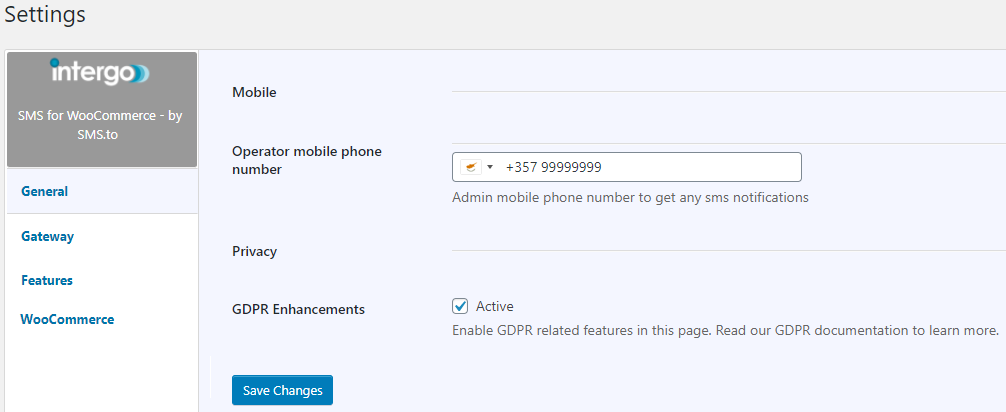 Settings
intergo
SMS for WooCommerce - by
SMS.to
General
Gateway
Features
WooCommerce
Mobile
Operator mobile phone
number
+357 99999999
Admin mobile phone number to get any sms notifications
Privacy
GDPR Enhancements
Active
Enable GDPR related features in this page. Read our GDPR documentation to learn more.
Save Changes